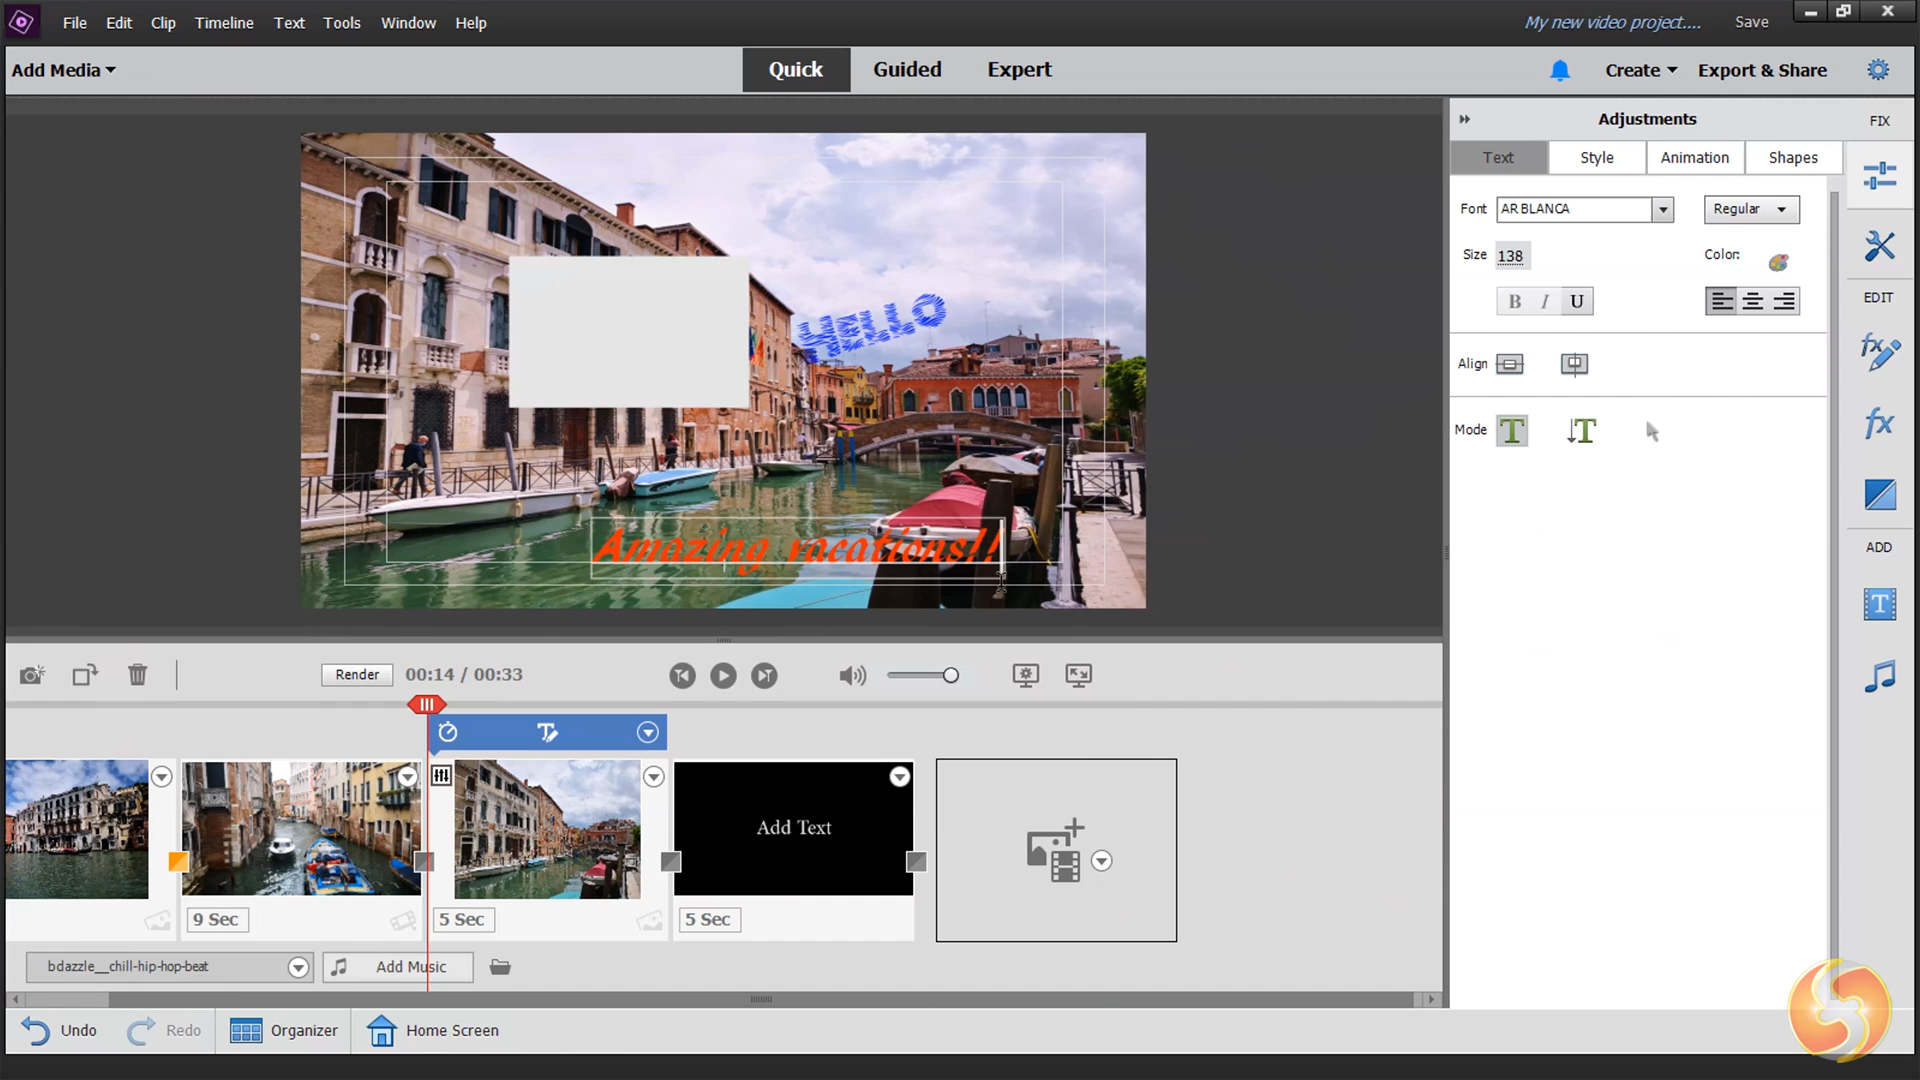 File Edit Clip Timeline Text Tools Window Help
My new video project.... Save
Add Media
Quick Guided Expert
Create Export & Share
Adjustments FIX
Text Style Animation Shapes
Font AR BLANCA Regular
Size 138 Color:
B I U
EDIT
Align
Mode
ADD
HELLO
Amazing vacations!!
Render 00:14 / 00:33
Add Text
9 Sec 5 Sec 5 Sec
bdazzle__chill-hip-hop-beat Add Music
Undo Redo Organizer Home Screen